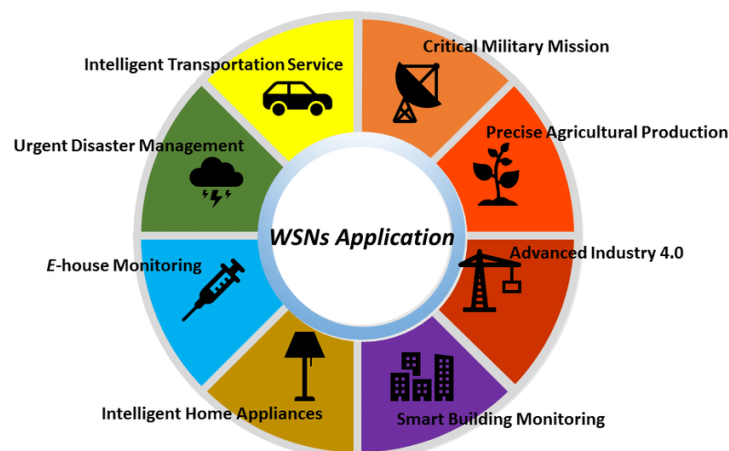 Critical Military Mission
Intelligent Transportation Service
Precise Agricultural Production
Urgent Disaster Management
WSNs Application
Advanced Industry 4.0
E-house Monitoring
Intelligent Home Appliances
Smart Building Monitoring